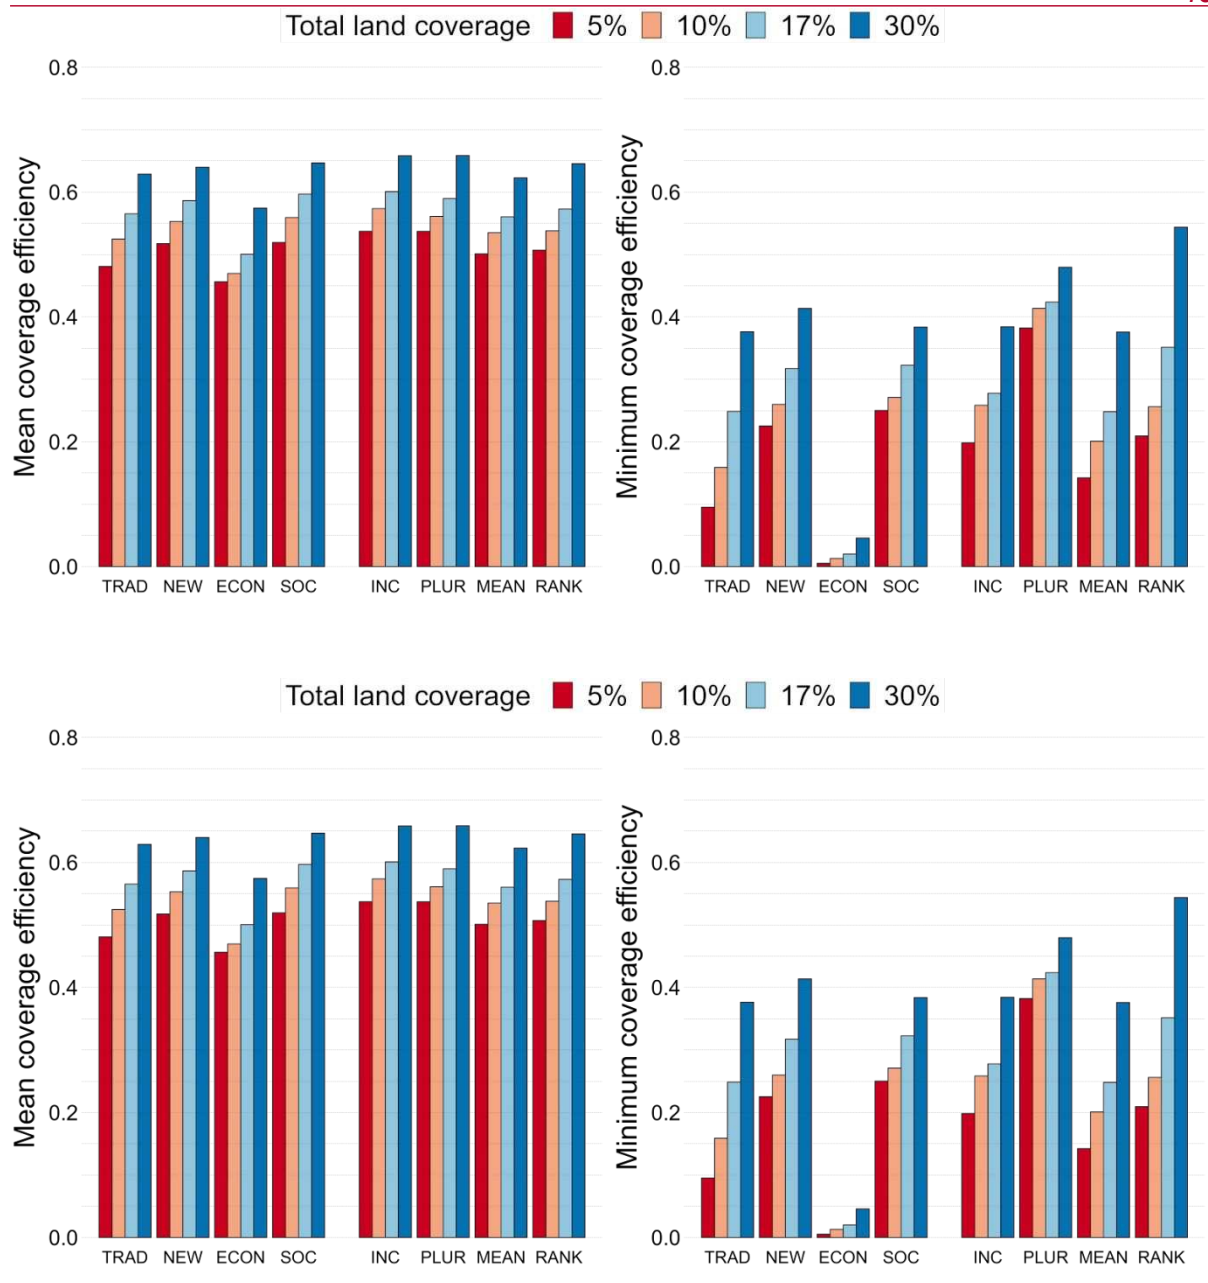 Total land coverage 5% 10% 17% 30%
Mean coverage efficiency
0.8
0.6
0.4
0.2
0.0
TRAD NEW ECON SOC INC PLUR MEAN RANK
Minimum coverage efficiency
0.8
0.6
0.4
0.2
0.0
TRAD NEW ECON SOC INC PLUR MEAN RANK
Total land coverage 5% 10% 17% 30%
Mean coverage efficiency
0.8
0.6
0.4
0.2
0.0
TRAD NEW ECON SOC INC PLUR MEAN RANK
Minimum coverage efficiency
0.8
0.6
0.4
0.2
0.0
TRAD NEW ECON SOC INC PLUR MEAN RANK